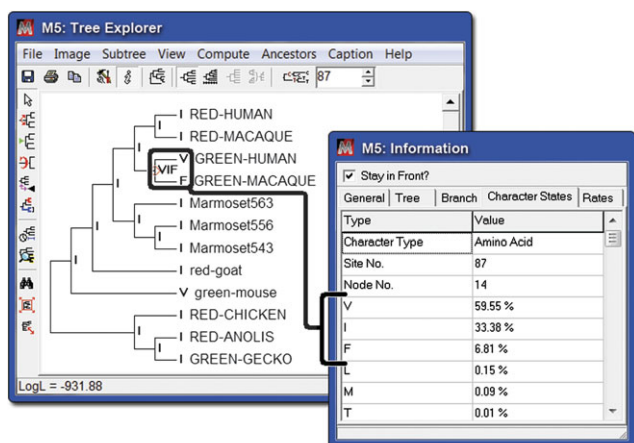 M5: Tree Explorer
File Image Subtree View Compute Ancestors Caption Help
87
I RED-HUMAN
I
I RED-MACAQUE
I
V GREEN-HUMAN
VIF
F GREEN-MACAQUE
I
I Marmoset563
I
I Marmoset556
I
I
I Marmoset543
I
I red-goat
V green-mouse
I RED-CHICKEN
I
I RED-ANOLIS
I
I GREEN-GECKO
LogL = -931.88
M5: Information
Stay in Front?
General Tree Branch Character States Rates
Type Value
Character Type Amino Acid
Site No. 87
Node No. 14
V 59.55 %
I 33.38 %
F 6.81 %
L 0.15 %
M 0.09 %
T 0.01 %